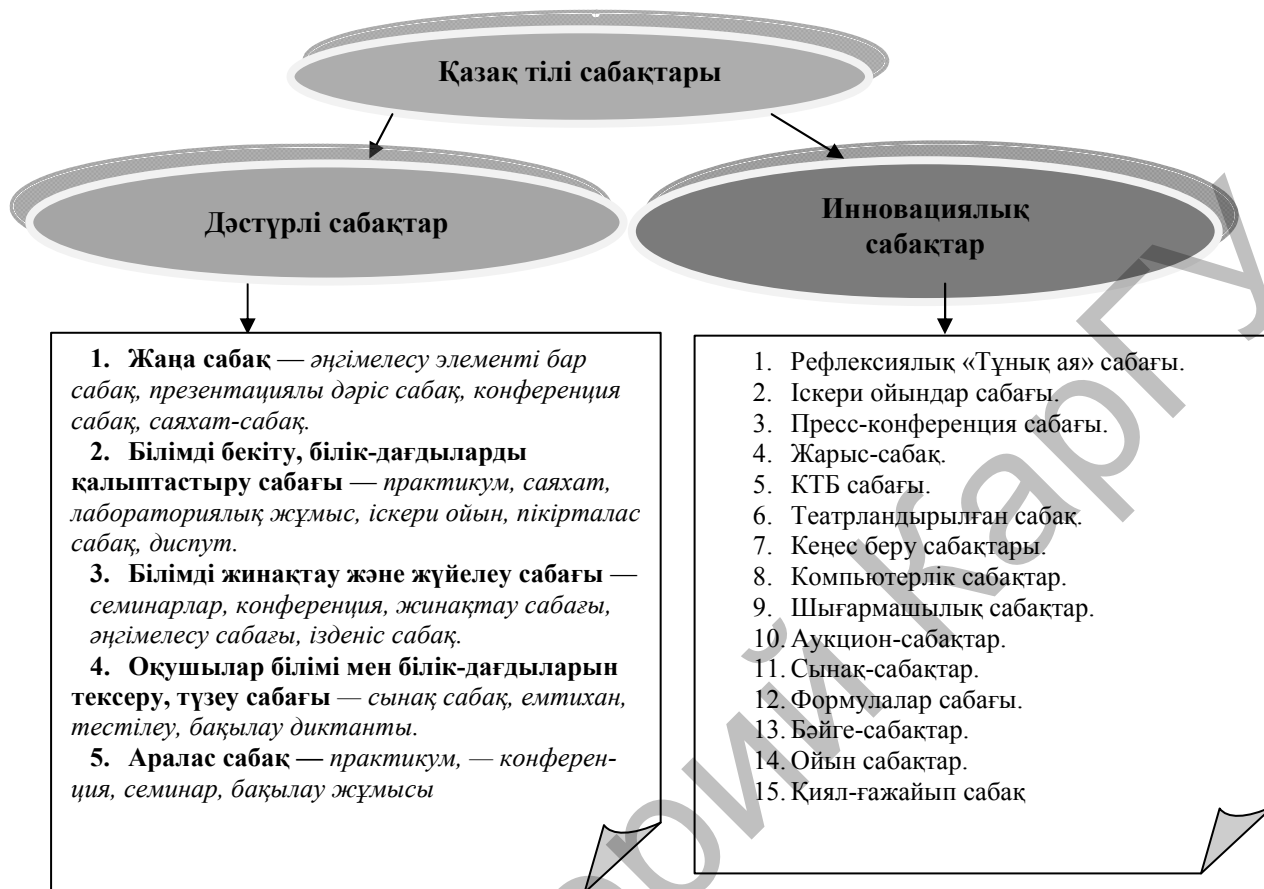 Қазақ тілі сабақтары
Дәстүрлі сабақтар
Инновациялық
сабақтар
1. Жаңа сабақ — әңгімелесу элементі бар
сабақ, презентациялы дәріс сабақ, конференция
сабақ, саяхат-сабақ.
2. Білімді бекіту, білік-дағдыларды
қалыптастыру сабағы — практикум, саяхат,
лабораториялық жұмыс, іскери ойын, пікірталас
сабақ, диспут.
3. Білімді жинақтау және жүйелеу сабағы —
семинарлар, конференция, жинақтау сабағы,
әңгімелесу сабағы, ізденіс сабақ.
4. Оқушылар білімі мен білік-дағдыларын
тексеру, түзеу сабағы — сынақ сабақ, емтихан,
тестілеу, бақылау диктанты.
5. Аралас сабақ — практикум, — конферен-
ция, семинар, бақылау жұмысы
1. Рефлексиялық «Тұнық ая» сабағы.
2. Іскери ойындар сабағы.
3. Пресс-конференция сабағы.
4. Жарыс-сабақ.
5. КТБ сабағы.
6. Театрландырылған сабақ.
7. Кеңес беру сабақтары.
8. Компьютерлік сабақтар.
9. Шығармашылық сабақтар.
10. Аукцион-сабақтар.
11. Сынақ-сабақтар.
12. Формулалар сабағы.
13. Бәйге-сабақтар.
14. Ойын сабақтар.
15. Қиял-ғажайып сабақ
рий КарГУ